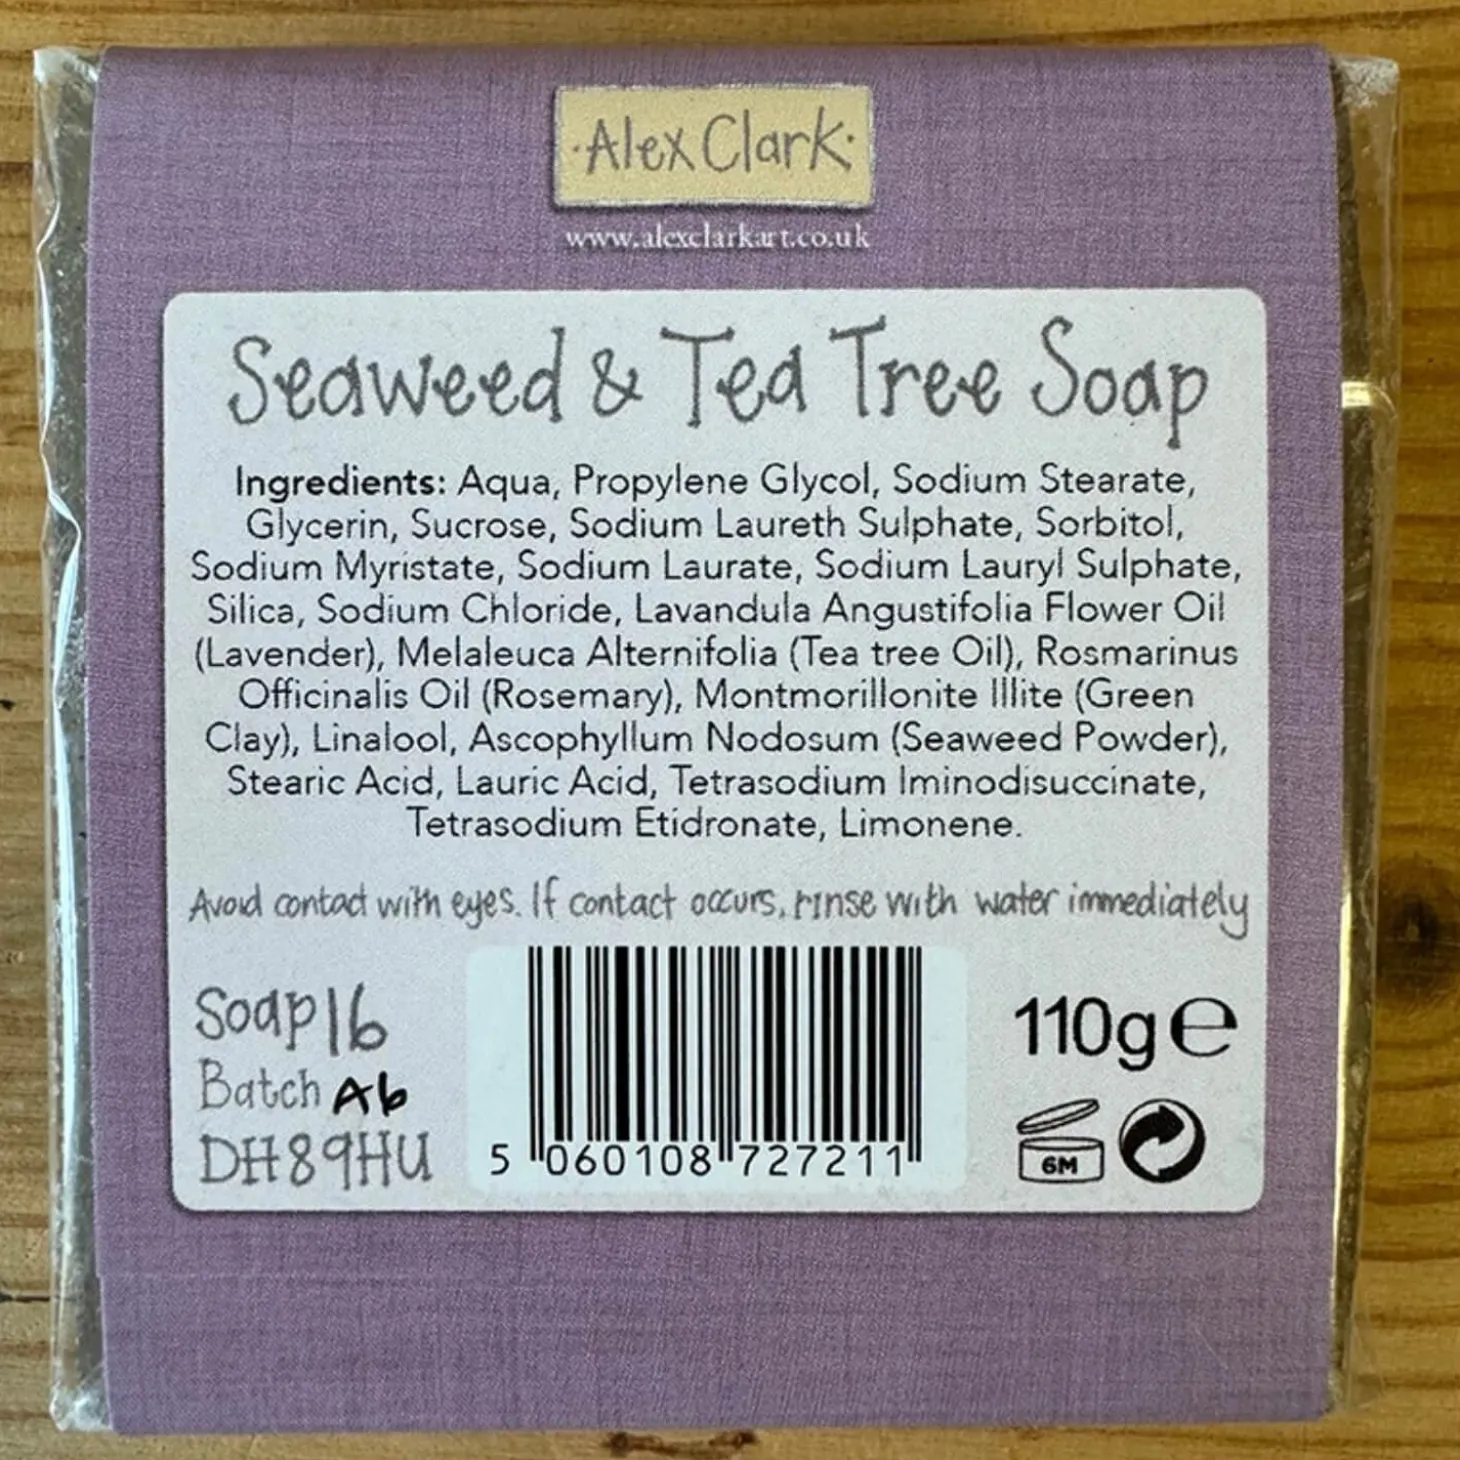 ·Alex Clark·
www.alexclarkart.co.uk
Seaweed & Tea Tree Soap
Ingredients: Aqua, Propylene Glycol, Sodium Stearate,
Glycerin, Sucrose, Sodium Laureth Sulphate, Sorbitol,
Sodium Myristate, Sodium Laurate, Sodium Lauryl Sulphate,
Silica, Sodium Chloride, Lavandula Angustifolia Flower Oil
(Lavender), Melaleuca Alternifolia (Tea tree Oil), Rosmarinus
Officinalis Oil (Rosemary), Montmorillonite Illite (Green
Clay), Linalool, Ascophyllum Nodosum (Seaweed Powder),
Stearic Acid, Lauric Acid, Tetrasodium Iminodisuccinate,
Tetrasodium Etidronate, Limonene.
Avoid contact with eyes. If contact occurs, rinse with water immediately
Soap16
Batch A6
DH89HU
5 060108 727211
110g e
6M